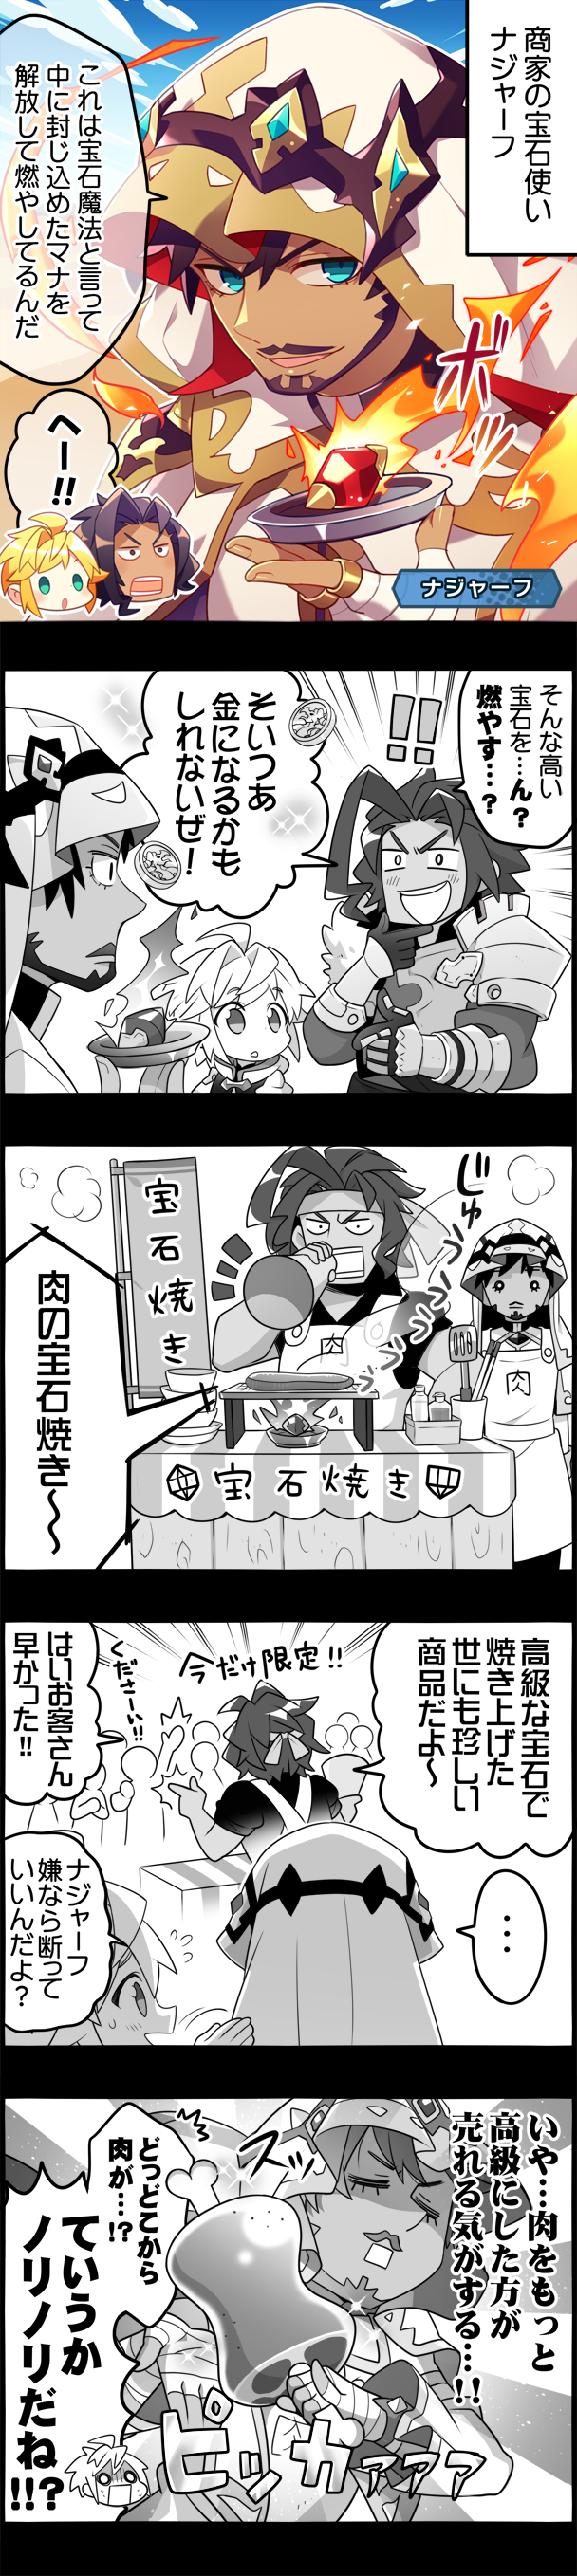 商家の宝石使い
ナジャーフ
これは宝石魔法と言って
中に封じ込めたマナを
解放して燃やしてるんだ
へー!!
ボッ
ナジャーフ
そんな高い
宝石を…ん?
燃やす…?
!!
そいつあ
金になるかも
しれないぜ!
じゅううううう
宝石焼き
肉
肉
宝石焼き
肉の宝石焼き〜〜
高級な宝石で
焼き上げた
世にも珍しい
商品だよ〜
今だけ限定!!
くださーい!!
はいお客さん
早かった!!
…
ナジャーフ
嫌なら断って
いいんだよ?
いや…肉をもっと
高級にした方が
売れる気がする…!!
スッ
どっどこから
肉が…!?
ていうか
ノリノリだね!!?
ピッカァァァ